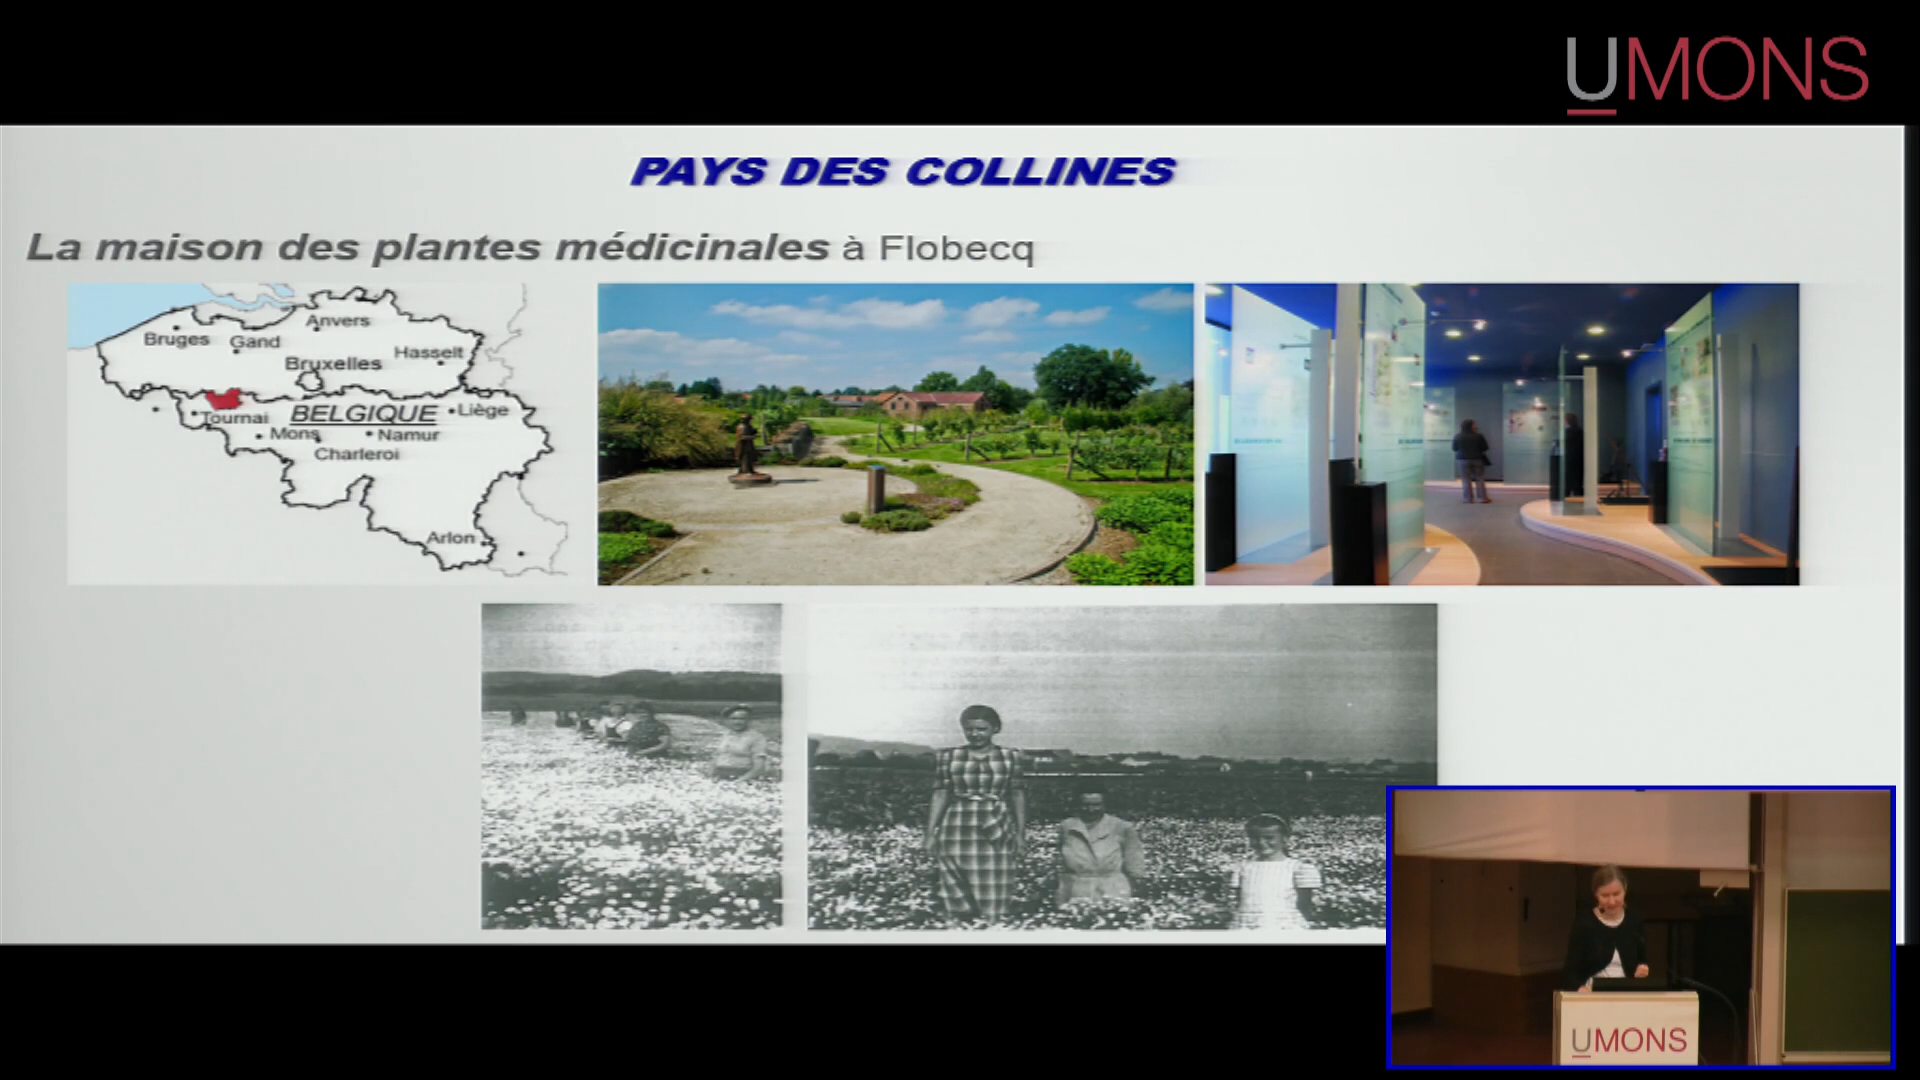 UMONS
PAYS DES COLLINES
La maison des plantes médicinales à Flobecq
Anvers
Bruges
Gand
Hasselt
Bruxelles
Tournai
BELGIQUE
Liège
Mons
Namur
Charleroi
Arlon
UMONS